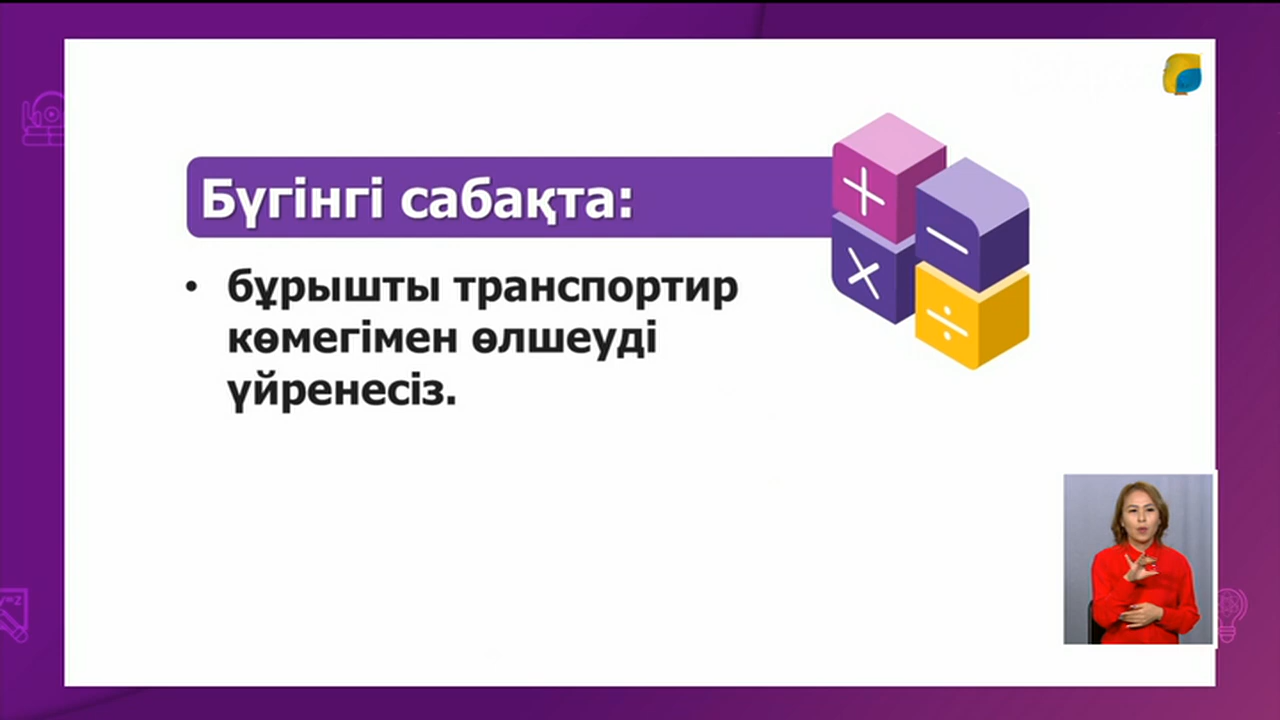 Бүгінгі сабақта:
• бұрышты транспортир
көмегімен өлшеуді
үйренесіз.